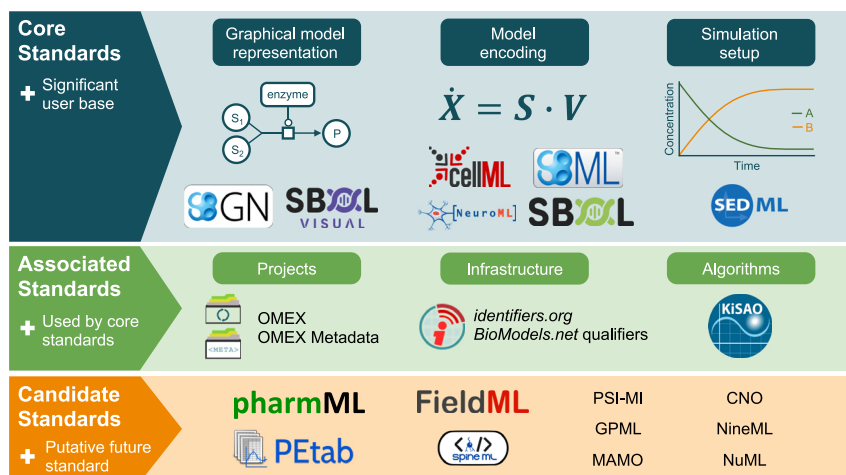 Core
Standards
+ Significant
user base
Graphical model
representation
enzyme
S1
S2
P
SBGN
SBOL
VISUAL
Model
encoding
Ẋ = S · V
cellML
SBML™
[NeuroML]
SBOL
Simulation
setup
Concentration
A
B
Time
SED ML
Associated
Standards
+ Used by core
standards
Projects
<META>
OMEX
OMEX Metadata
Infrastructure
identifiers.org
BioModels.net qualifiers
Algorithms
KiSAO
Candidate
Standards
+ Putative future
standard
pharmML
FieldML
PSI-MI
CNO
PEtab
</>
spine ml
GPML
NineML
MAMO
NuML